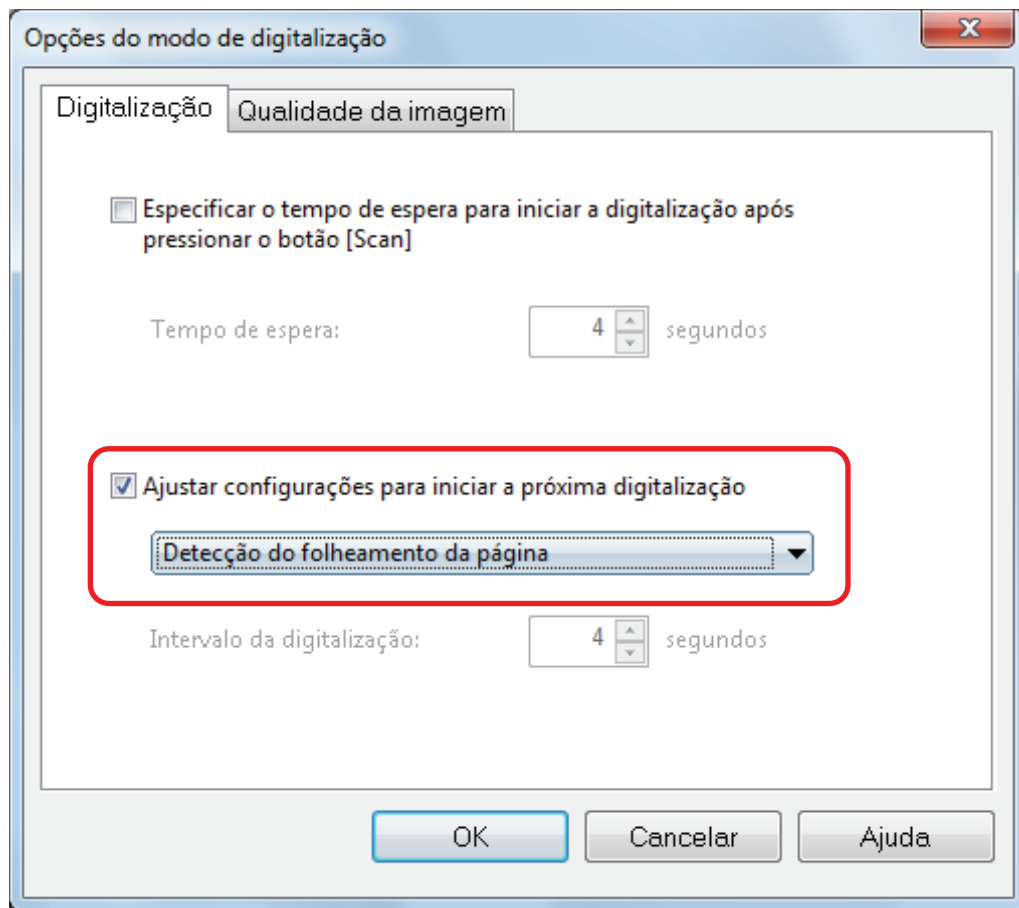 Opções do modo de digitalização
x
Digitalização
Qualidade da imagem
Especificar o tempo de espera para iniciar a digitalização após
pressionar o botão [Scan]
Tempo de espera: 4 segundos
Ajustar configurações para iniciar a próxima digitalização
Detecção do folheamento da página
Intervalo da digitalização: 4 segundos
OK Cancelar Ajuda